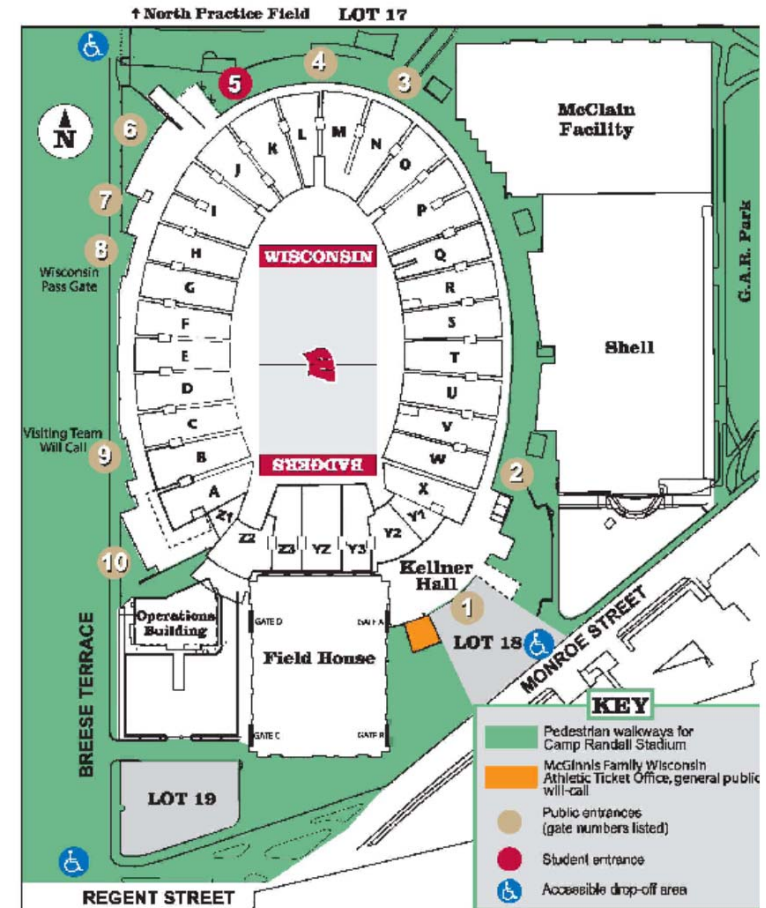 ↑ North Practice Field LOT 17
4
5
3
McClain
Facility
N
6
L M
K N
J O
7
I P
8
Wisconsin
Pass Gate
WISCONSIN
H Q
G R
G.A.R. Park
F S
Shell
E T
D U
C V
Visiting Team
Will Call
9
B W
BADGERS
2
A X
Z1 Y1
Z2 Z3 YZ Y3 Y2
10
Kellner
Hall
1
Operations
Building
GATE D GATE A
Field House
LOT 18
MONROE STREET
BREESE TERRACE
GATE C GATE B
LOT 19
REGENT STREET
KEY
Pedestrian walkways for
Camp Randall Stadium
McGinnis Family Wisconsin
Athletic Ticket Office, general public
will-call
Public entrances
(gate numbers listed)
Student entrance
Accessible drop-off area